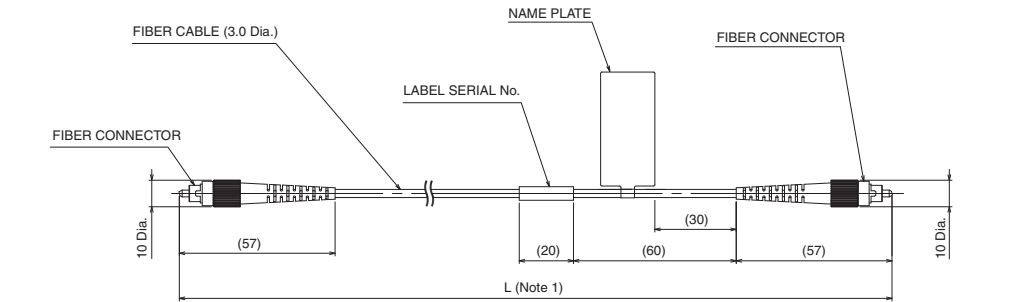 NAME PLATE
FIBER CABLE (3.0 Dia.)
FIBER CONNECTOR
LABEL SERIAL No.
FIBER CONNECTOR
10 Dia.
10 Dia.
(30)
(57)
(20)
(60)
(57)
L (Note 1)